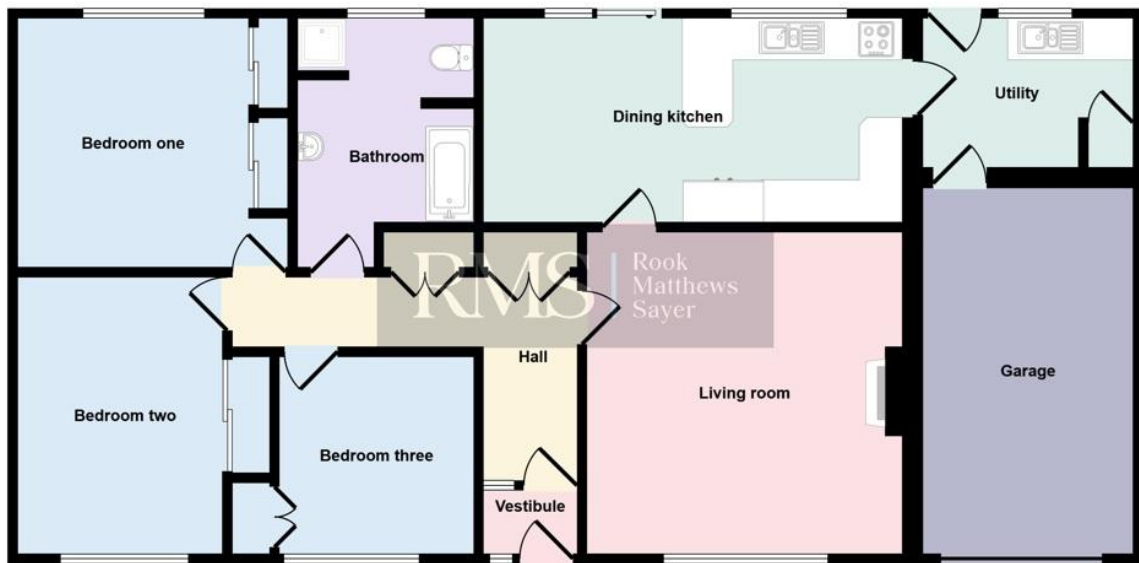 Bedroom one
Bathroom
Dining kitchen
Utility
RMS
Rook
Matthews
Sayer
Hall
Living room
Garage
Bedroom two
Bedroom three
Vestibule